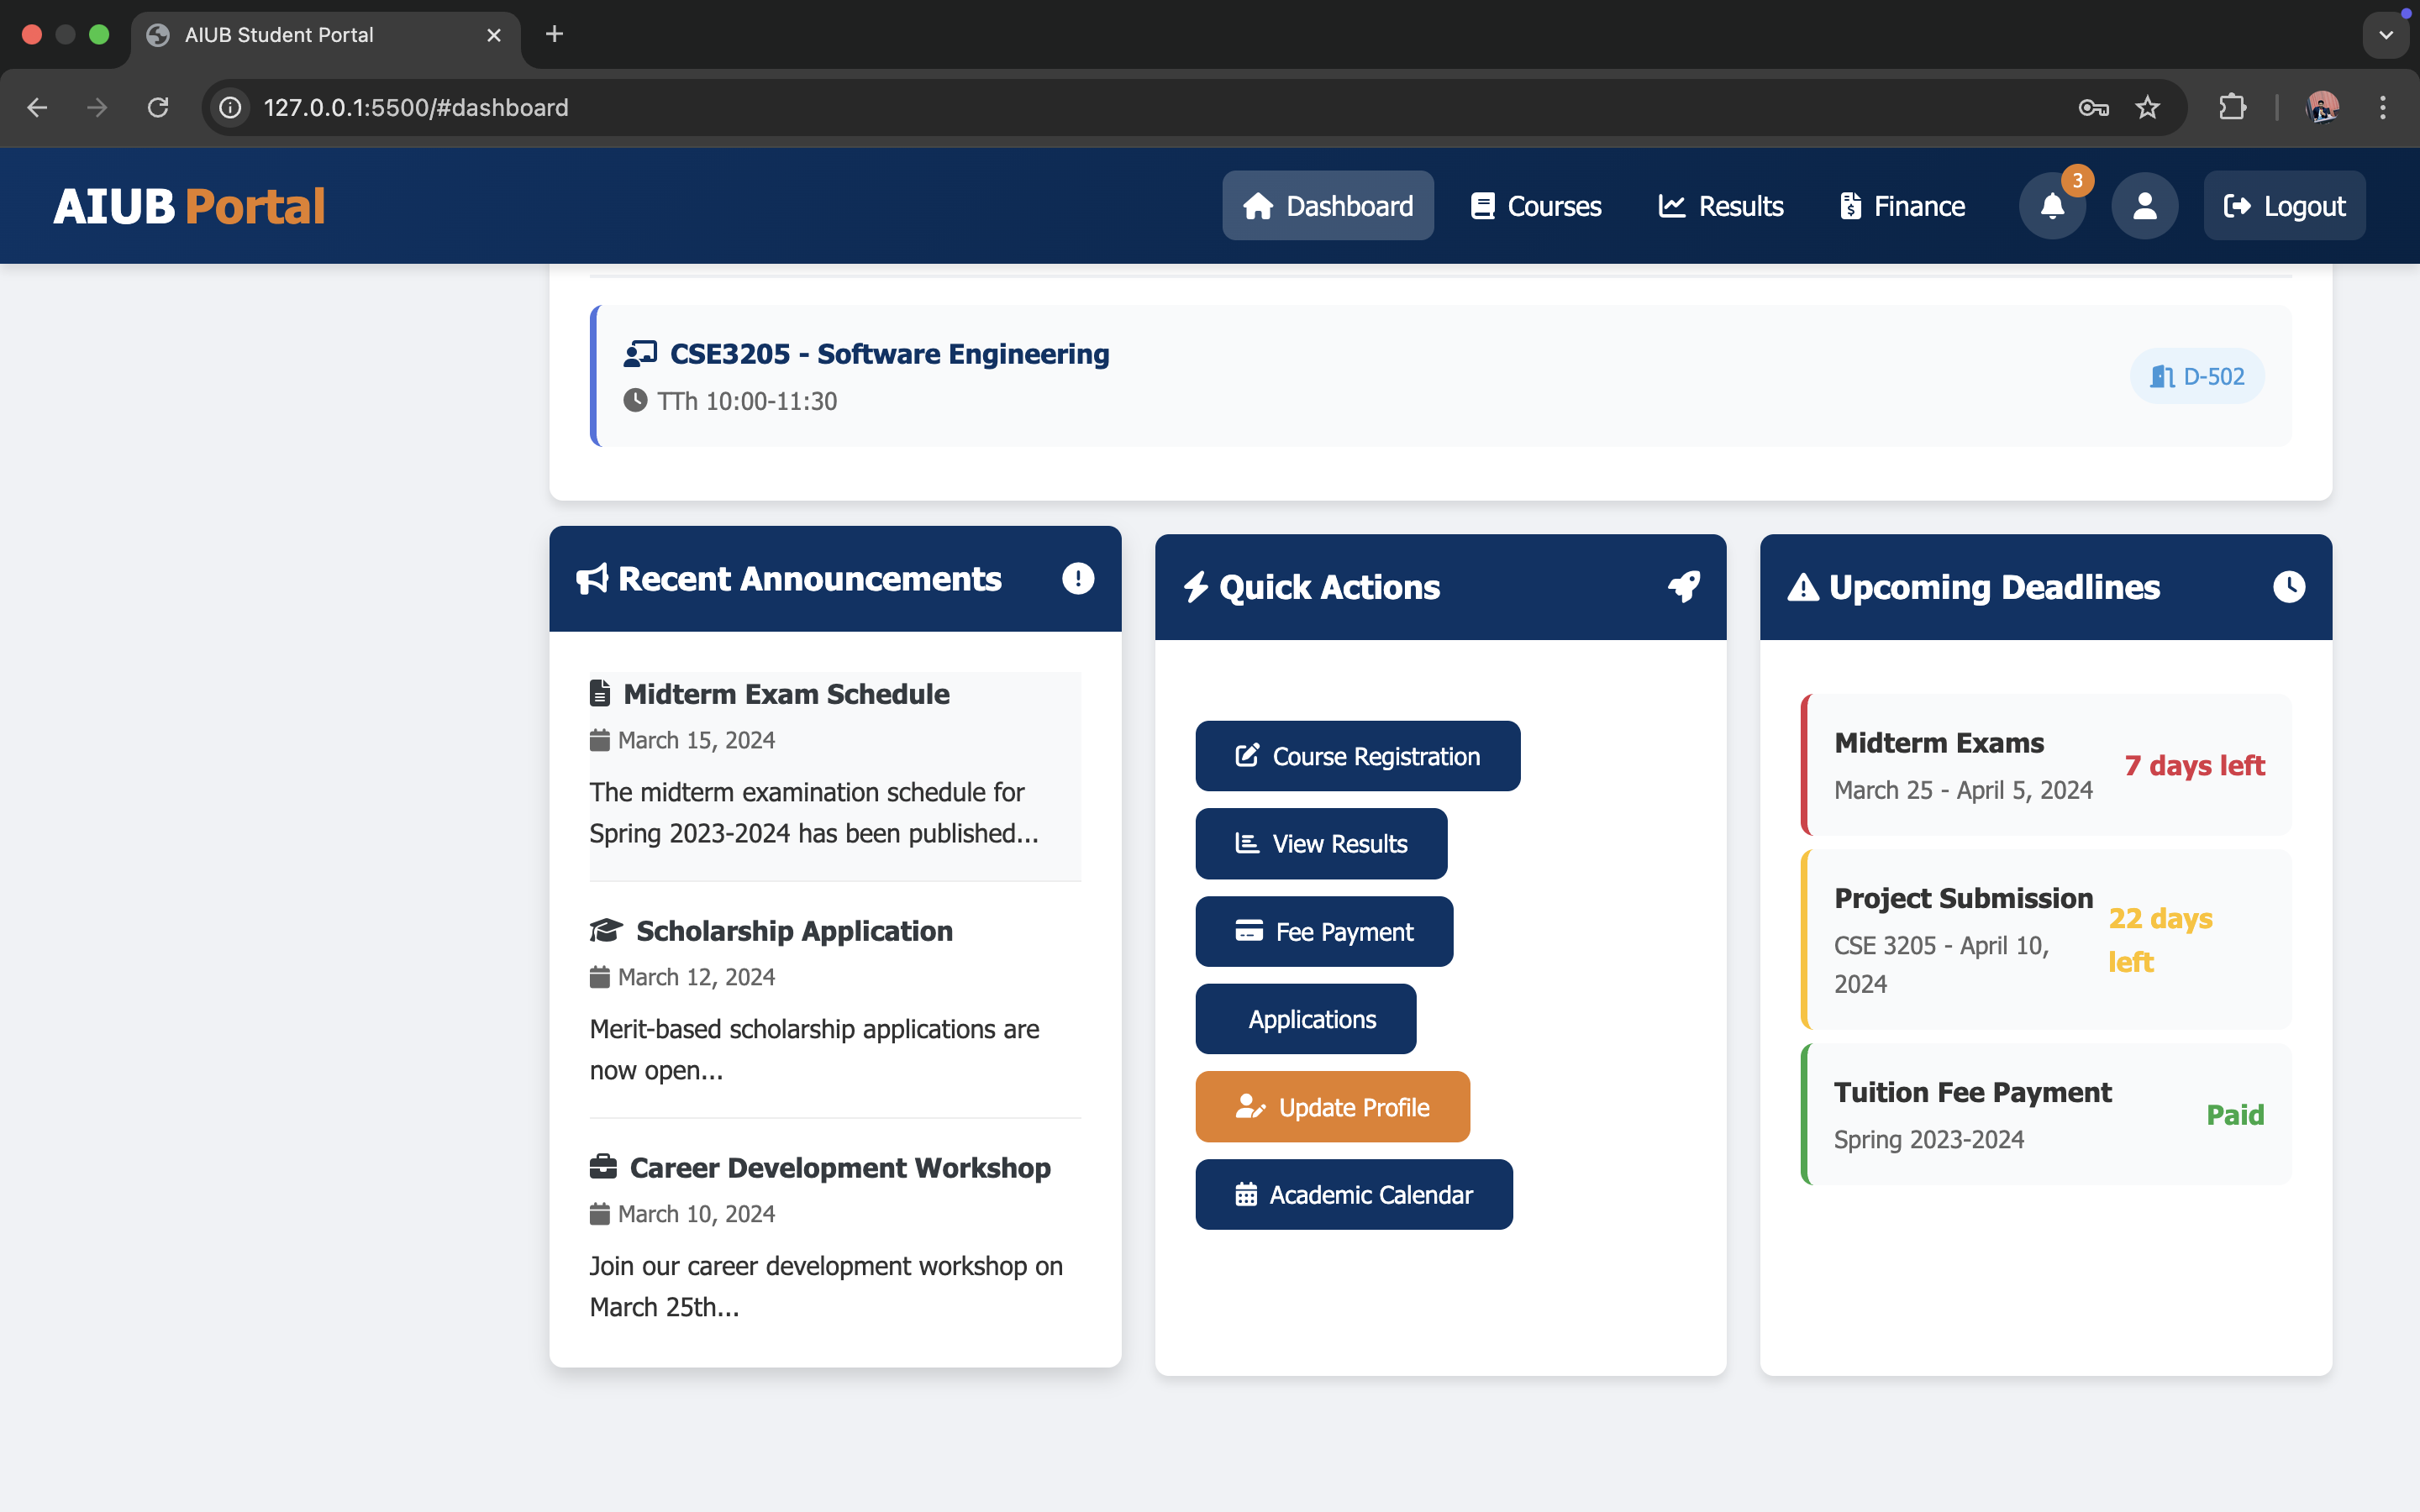 AIUB Student Portal
127.0.0.1:5500/#dashboard
AIUB Portal
Dashboard
Courses
Results
Finance
3
Logout
CSE3205 - Software Engineering
TTh 10:00-11:30
D-502
Recent Announcements
Midterm Exam Schedule
March 15, 2024
The midterm examination schedule for
Spring 2023-2024 has been published...
Scholarship Application
March 12, 2024
Merit-based scholarship applications are
now open...
Career Development Workshop
March 10, 2024
Join our career development workshop on
March 25th...
Quick Actions
Course Registration
View Results
Fee Payment
Applications
Update Profile
Academic Calendar
Upcoming Deadlines
Midterm Exams
March 25 - April 5, 2024
7 days left
Project Submission
CSE 3205 - April 10,
2024
22 days
left
Tuition Fee Payment
Spring 2023-2024
Paid